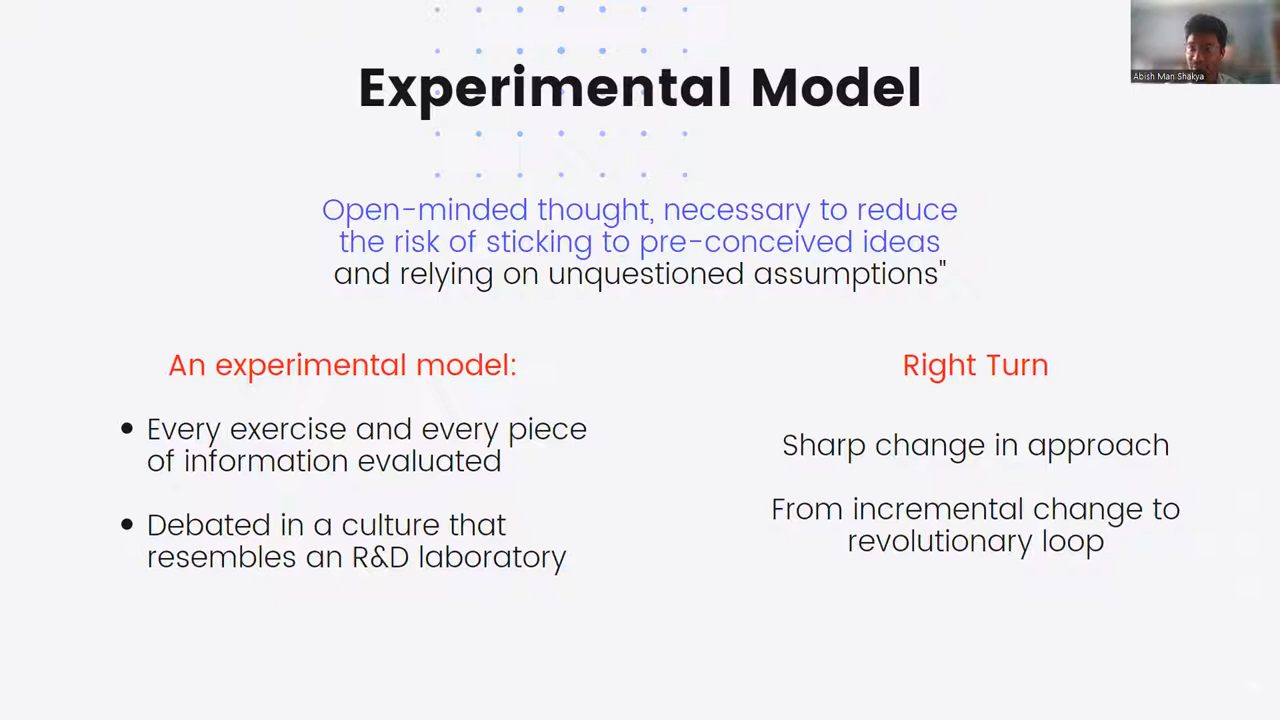 Experimental Model
Abish Man Shakya
Open-minded thought, necessary to reduce
the risk of sticking to pre-conceived ideas
and relying on unquestioned assumptions"
An experimental model:
• Every exercise and every piece
of information evaluated
• Debated in a culture that
resembles an R&D laboratory
Right Turn
Sharp change in approach
From incremental change to
revolutionary loop